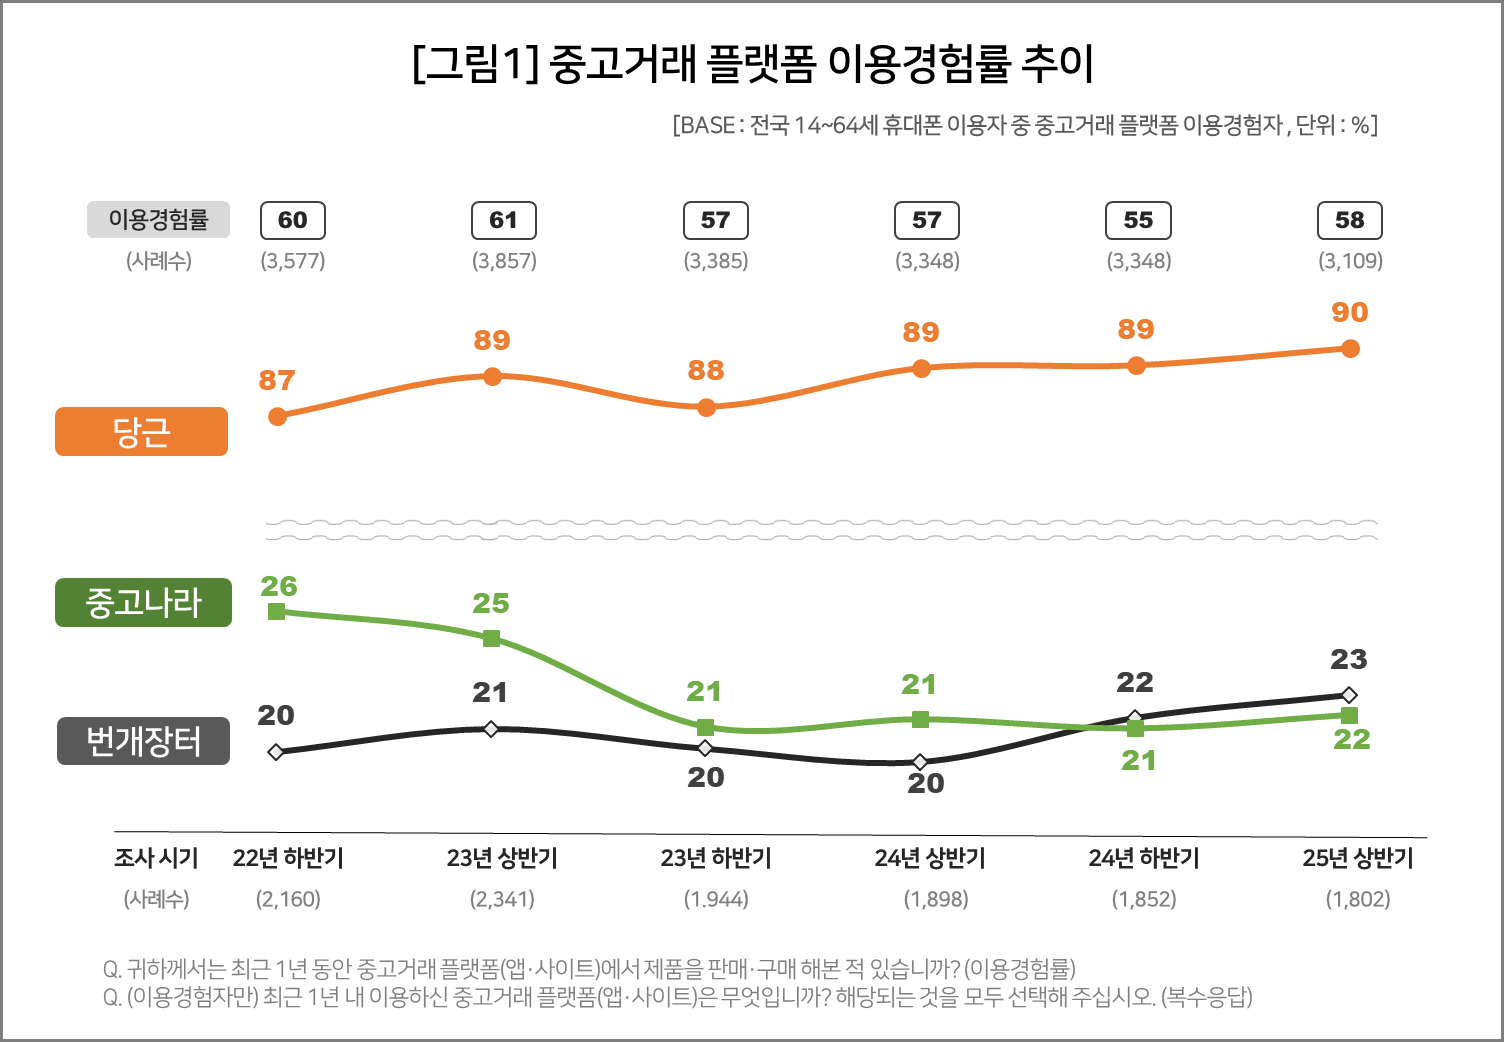 [그림1] 중고거래 플랫폼 이용경험률 추이
[BASE : 전국 14~64세 휴대폰 이용자 중 중고거래 플랫폼 이용경험자 , 단위 : %]
이용경험률 60 61 57 57 55 58
(사례수) (3,577) (3,857) (3,385) (3,348) (3,348) (3,109)
87 89 88 89 89 90
당근
중고나라
26 25 21 21 21 22
번개장터
20 21 20 20 22 23
조사 시기 22년 하반기 23년 상반기 23년 하반기 24년 상반기 24년 하반기 25년 상반기
(사례수) (2,160) (2,341) (1.944) (1,898) (1,852) (1,802)
Q. 귀하께서는 최근 1년 동안 중고거래 플랫폼(앱·사이트)에서 제품을 판매·구매 해본 적 있습니까? (이용경험률)
Q. (이용경험자만) 최근 1년 내 이용하신 중고거래 플랫폼(앱·사이트)은 무엇입니까? 해당되는 것을 모두 선택해 주십시오. (복수응답)